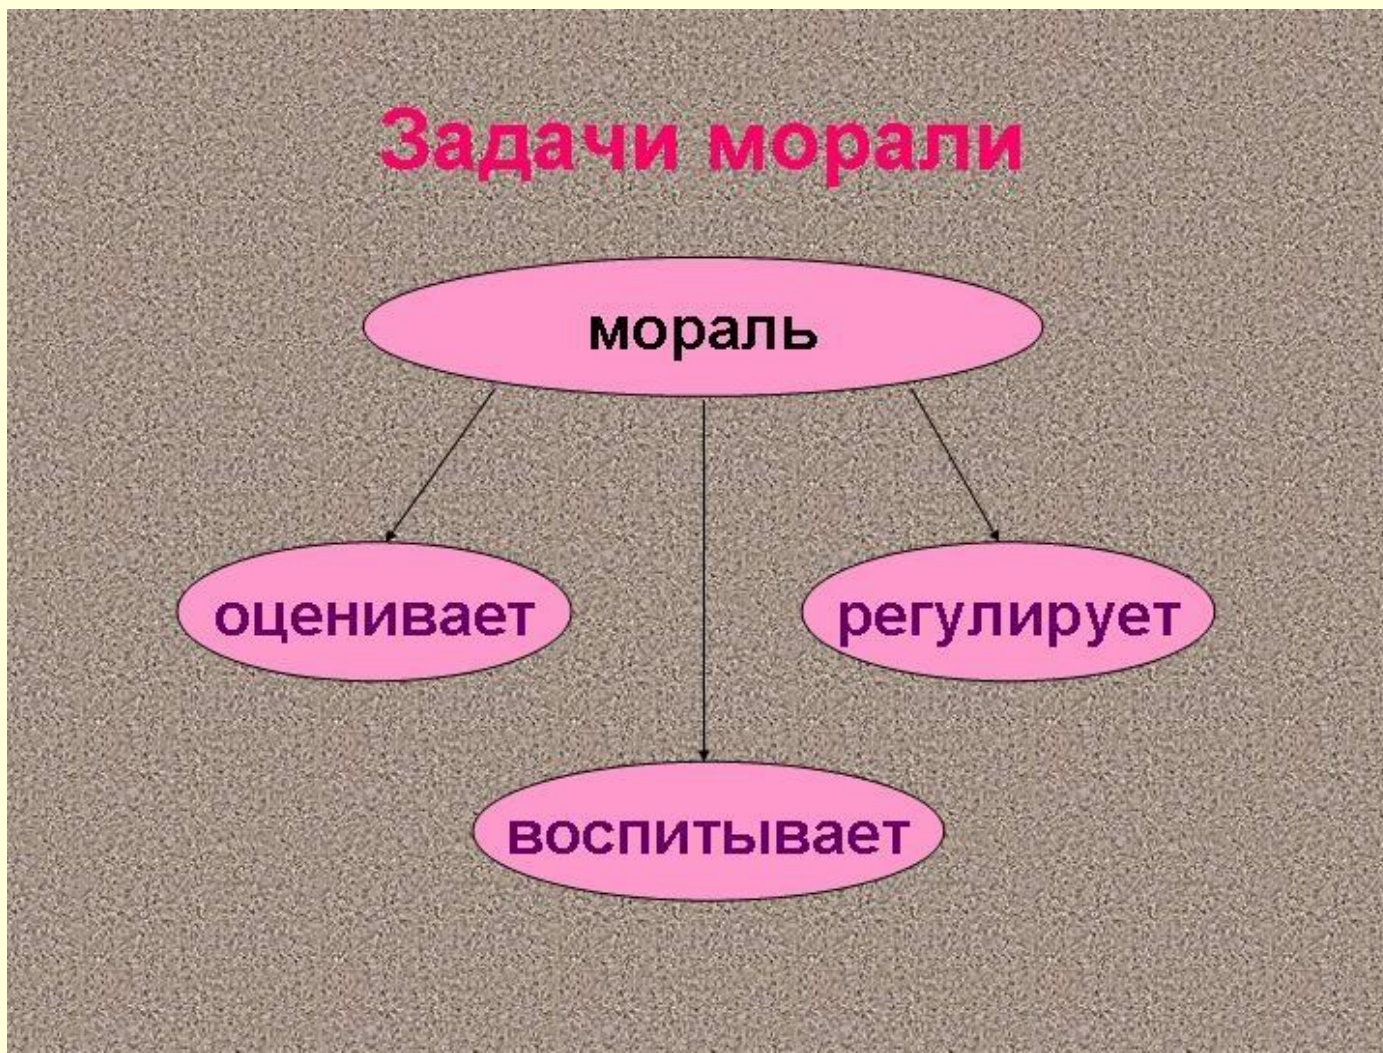 Задачи морали
мораль
оценивает
регулирует
воспитывает